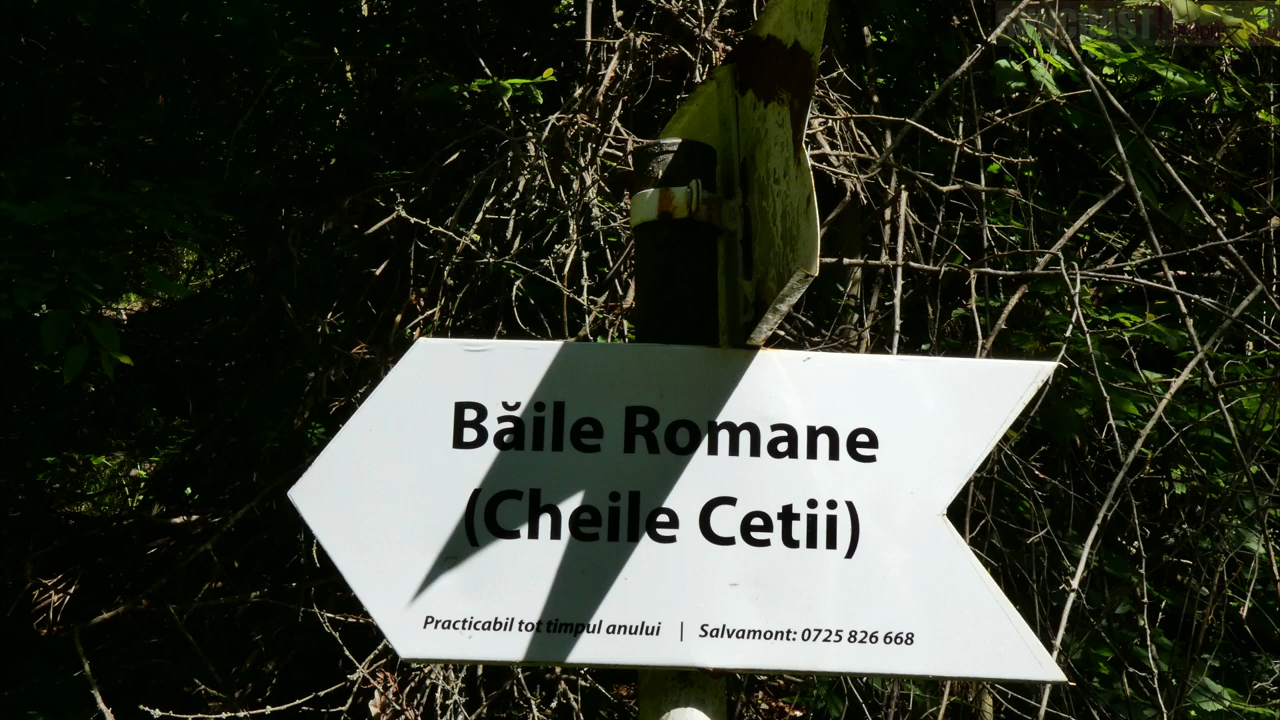 Băile Romane
(Cheile Cetii)
Practicabil tot timpul anului | Salvamont: 0725 826 668